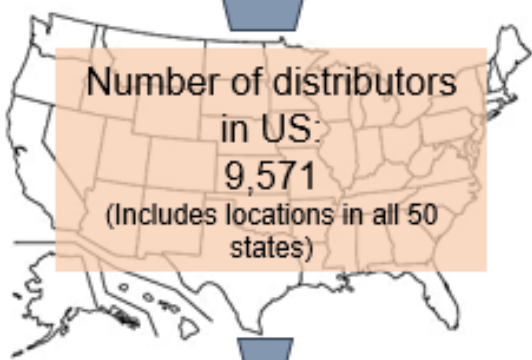 Number of distributors
in US:
9,571
(Includes locations in all 50
states)